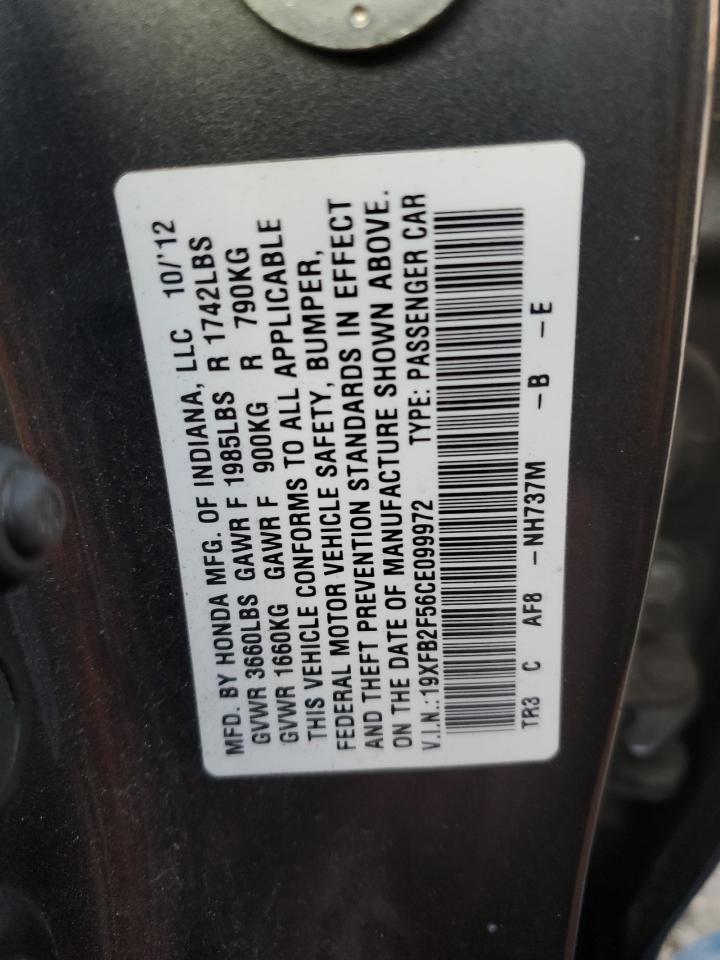 MFD. BY HONDA MFG. OF INDIANA, LLC 10/'12
GVWR 3660LBS GAWR F 1985LBS R 1742LBS
GVWR 1660KG GAWR F 900KG R 790KG
THIS VEHICLE CONFORMS TO ALL APPLICABLE
FEDERAL MOTOR VEHICLE SAFETY, BUMPER,
AND THEFT PREVENTION STANDARDS IN EFFECT
ON THE DATE OF MANUFACTURE SHOWN ABOVE.
V.I.N.:19XFB2F56CE099972 TYPE: PASSENGER CAR
TR3 C AF8 -NH737M -B -E